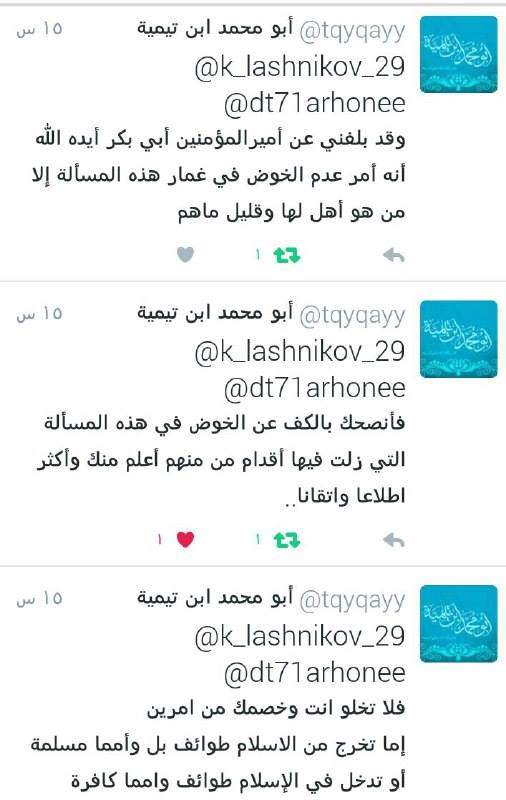 أبو محمد ابن تيمية @tqyqayy ١٥ س
@k_lashnikov_29
@dt71arhonee
وقد بلغني عن أميرالمؤمنين أبي بكر أيده الله
أنه أمر عدم الخوض في غمار هذه المسألة إلا
من هو أهل لها وقليل ماهم
١
أبو محمد ابن تيمية @tqyqayy ١٥ س
@k_lashnikov_29
@dt71arhonee
فأنصحك بالكف عن الخوض في هذه المسألة
التي زلت فيها أقدام من منهم أعلم منك وأكثر
اطلاعا واتقانا..
١ ١
أبو محمد ابن تيمية @tqyqayy ١٥ س
@k_lashnikov_29
@dt71arhonee
فلا تخلو انت وخصمك من امرين
إما تخرج من الاسلام طوائف بل وأمما مسلمة
أو تدخل في الإسلام طوائف وامما كافرة